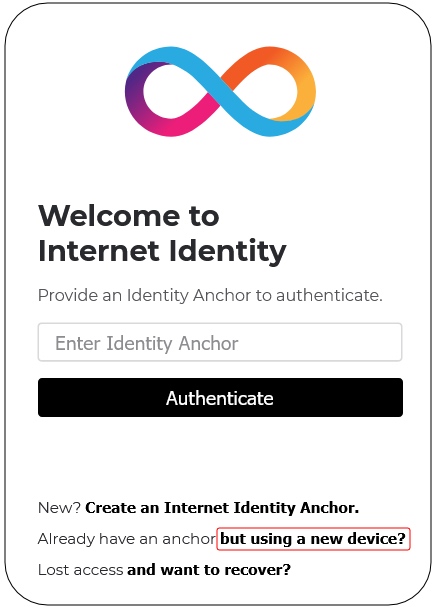 Welcome to
Internet Identity
Provide an Identity Anchor to authenticate.
Enter Identity Anchor
Authenticate
New? Create an Internet Identity Anchor.
Already have an anchor but using a new device?
Lost access and want to recover?